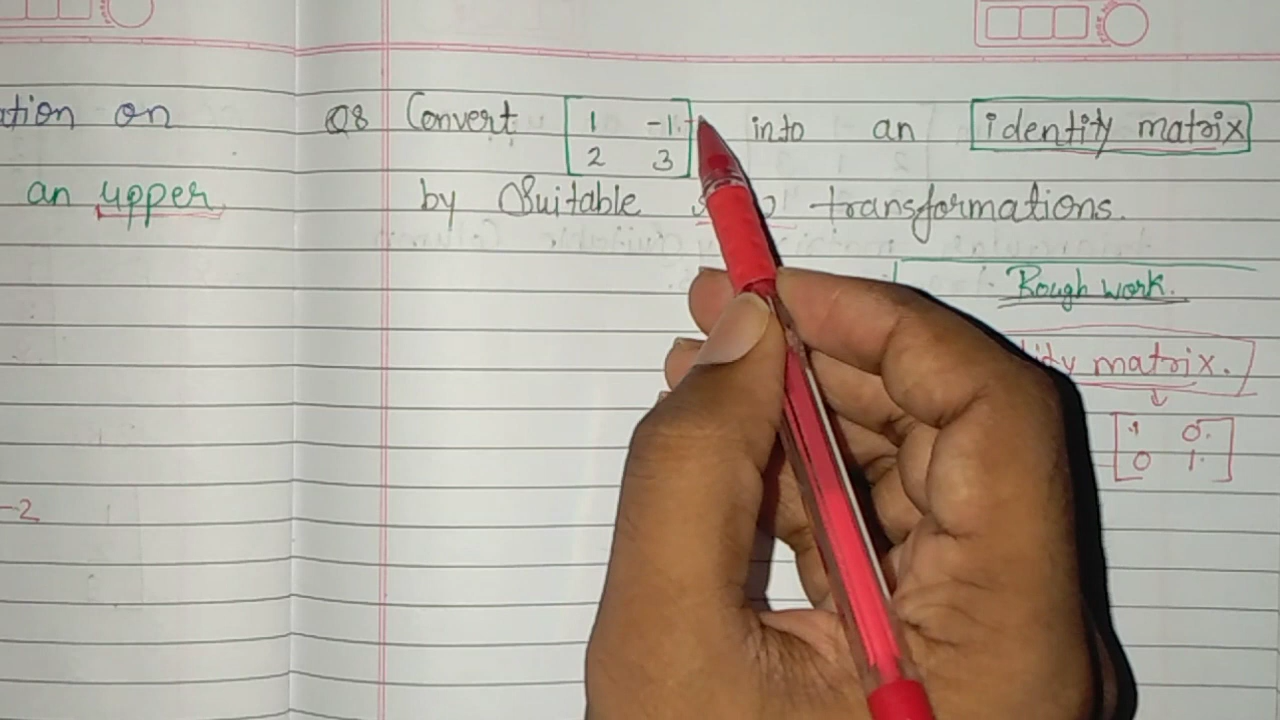 on
an upper
-2
Q8 Convert [ 1 -1
2 3 ] into an identity matrix
by Suitable transformations.
Rough work.
matrix.
1 0
0 1